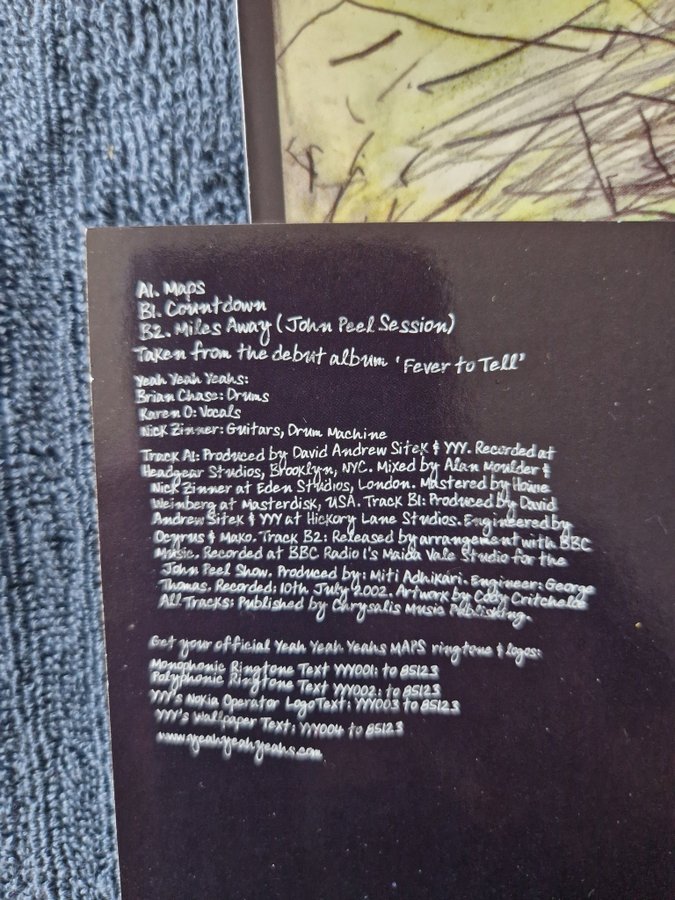 A1. Maps
B1. Countdown
B2. Miles Away (John Peel Session)
Taken from the debut album 'Fever to Tell'
Yeah Yeah Yeahs:
Brian Chase: Drums
Karen O: Vocals
Nick Zinner: Guitars, Drum Machine
Track A1: Produced by David Andrew Sitek & YYY. Recorded at
Headgear Studios, Brooklyn, NYC. Mixed by Alan Moulder &
Nick Zinner at Eden Studios, London. Mastered by Howie
Weinberg at Masterdisk, USA. Track B1: Produced by David
Andrew Sitek & YYY at Hickory Lane Studios. Engineered by
Ocyrus & Mako. Track B2: Released by arrangement with BBC
Music. Recorded at BBC Radio 1's Maida Vale Studio for the
John Peel Show. Produced by: Miti Adhikari. Engineer: George
Thomas. Recorded: 10th July 2002. Artwork by Cody Critcheloe
All Tracks: Published by Chrysalis Music Publishing.
Get your official Yeah Yeah Yeahs MAPS ringtone & logos:
Monophonic Ringtone Text YYY001: to 85123
Polyphonic Ringtone Text YYY002: to 85123
YYY's Nokia Operator Logo Text: YYY003 to 85123
YYY's Wallpaper Text: YYY004 to 85123
www.yeahyeahyeahs.com